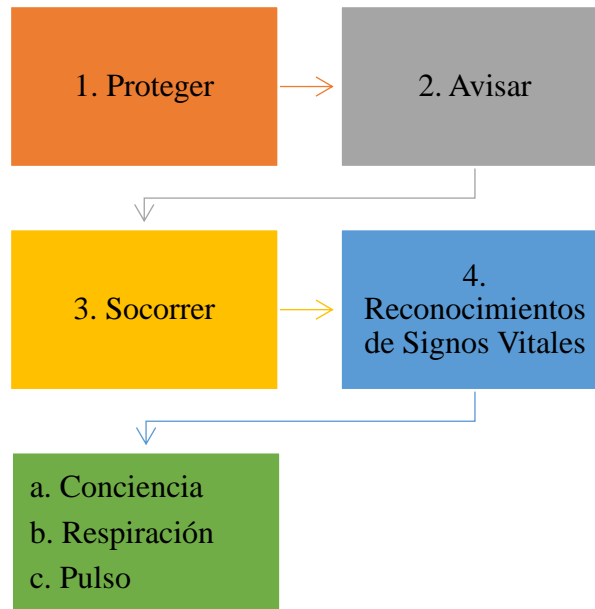 1. Proteger
2. Avisar
3. Socorrer
4.
Reconocimientos
de Signos Vitales
a. Conciencia
b. Respiración
c. Pulso